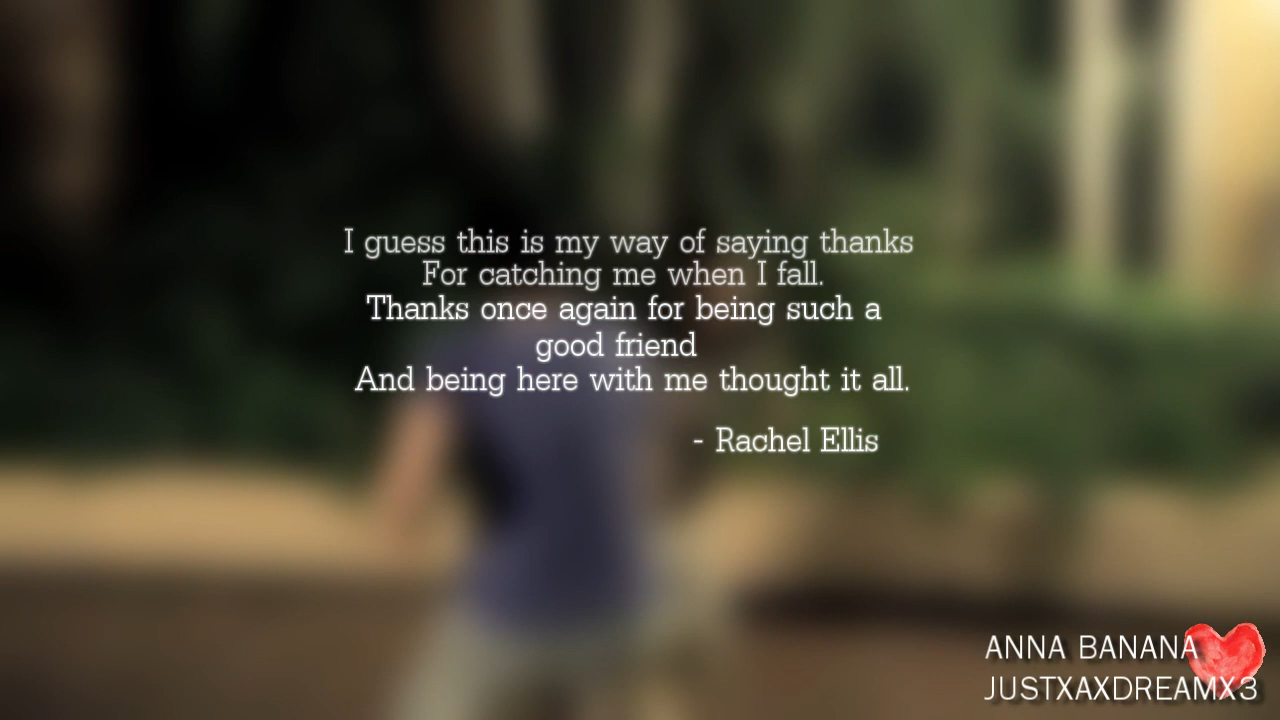 I guess this is my way of saying thanks
For catching me when I fall.
Thanks once again for being such a
good friend
And being here with me thought it all.
- Rachel Ellis
ANNA BANANA
JUSTXAXDREAMX3